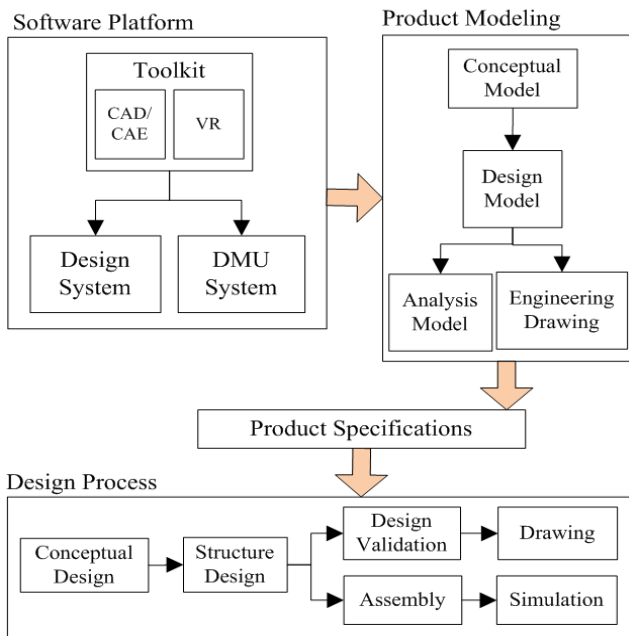 Software Platform
Toolkit
CAD/
CAE
VR
Design
System
DMU
System
Product Modeling
Conceptual
Model
Design
Model
Analysis
Model
Engineering
Drawing
Product Specifications
Design Process
Conceptual
Design
Structure
Design
Design
Validation
Drawing
Assembly
Simulation